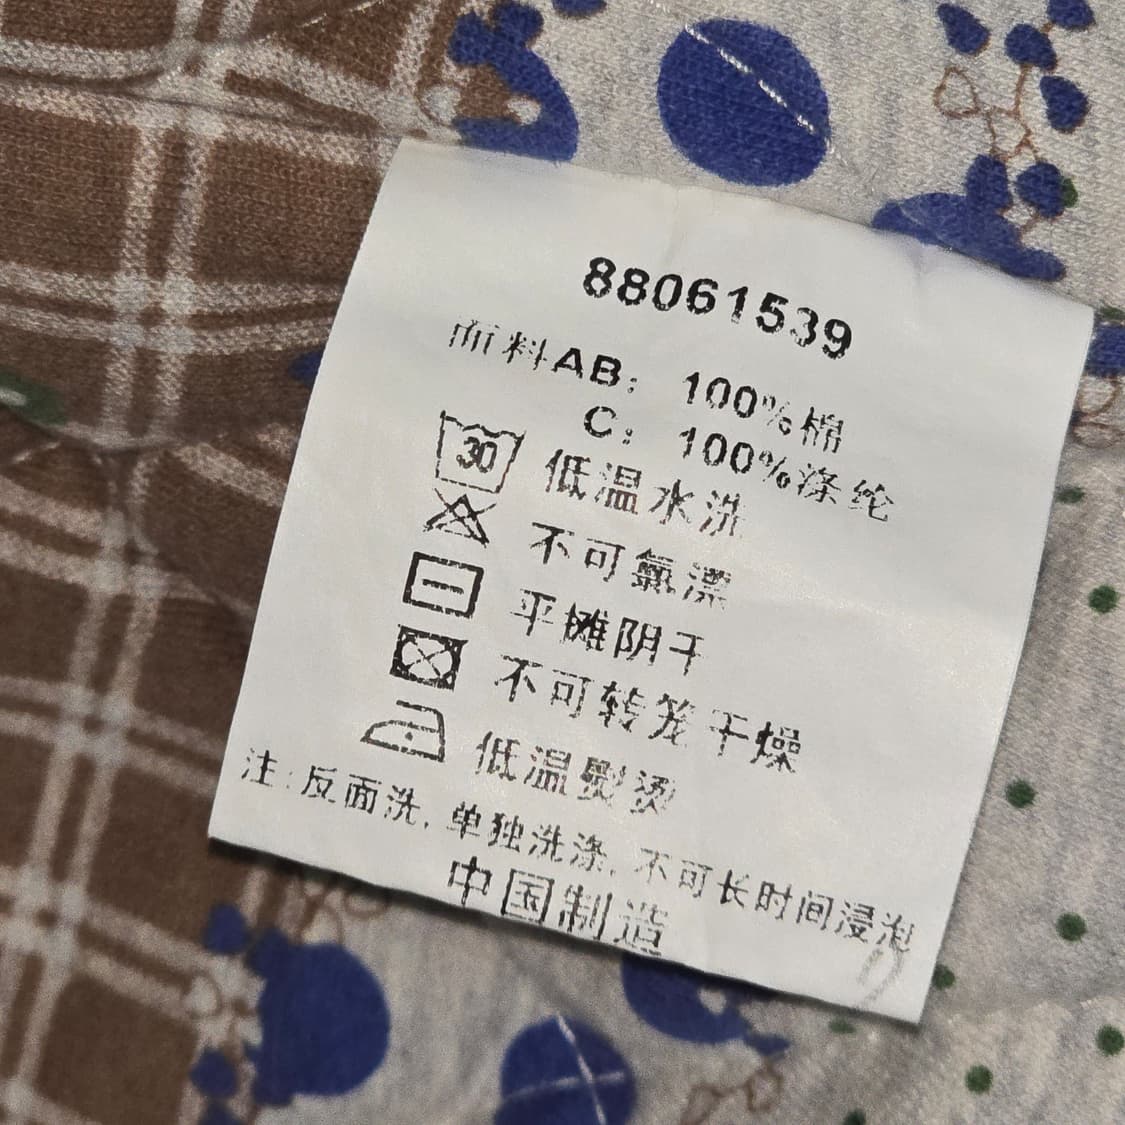 88061539
面料AB: 100%棉
C: 100%涤纶
30 低温水洗
不可氯漂
平摊阴干
不可转笼干燥
低温熨烫
注:反面洗,单独洗涤,不可长时间浸泡
中国制造